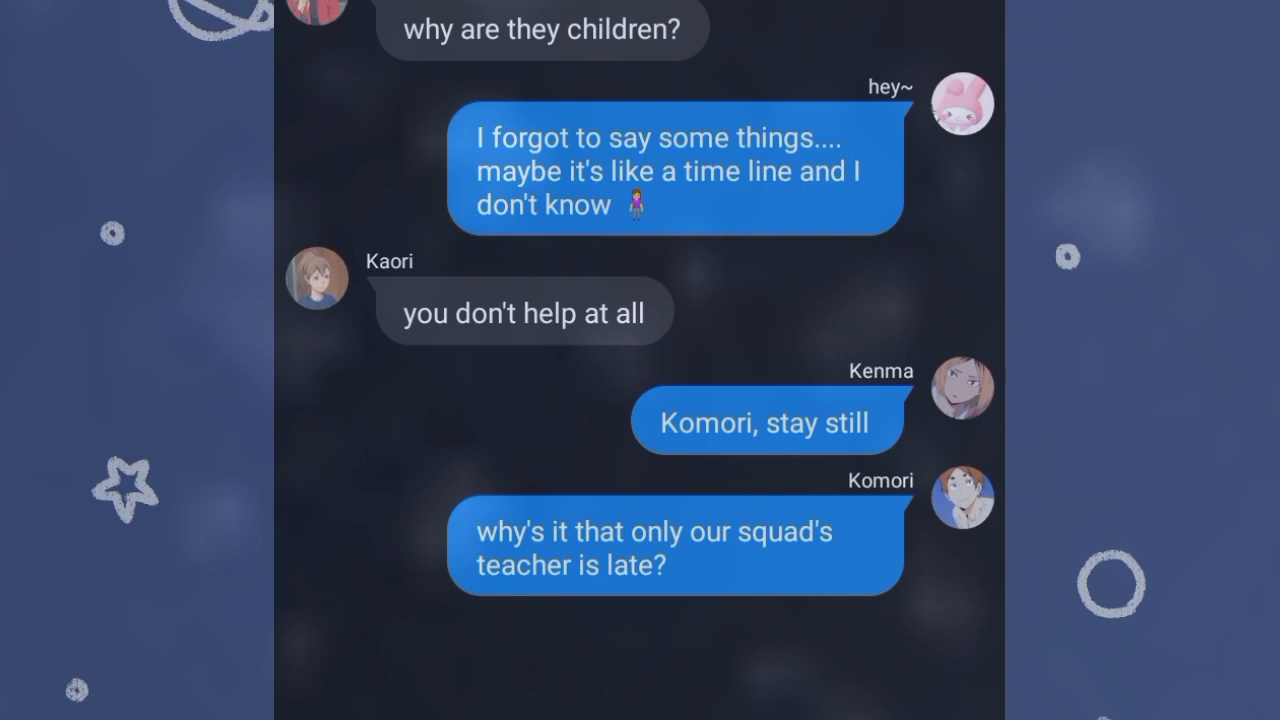 why are they children?
hey~
I forgot to say some things....
maybe it's like a time line and I
don't know 🧍🏽‍♀️
Kaori
you don't help at all
Kenma
Komori, stay still
Komori
why's it that only our squad's
teacher is late?